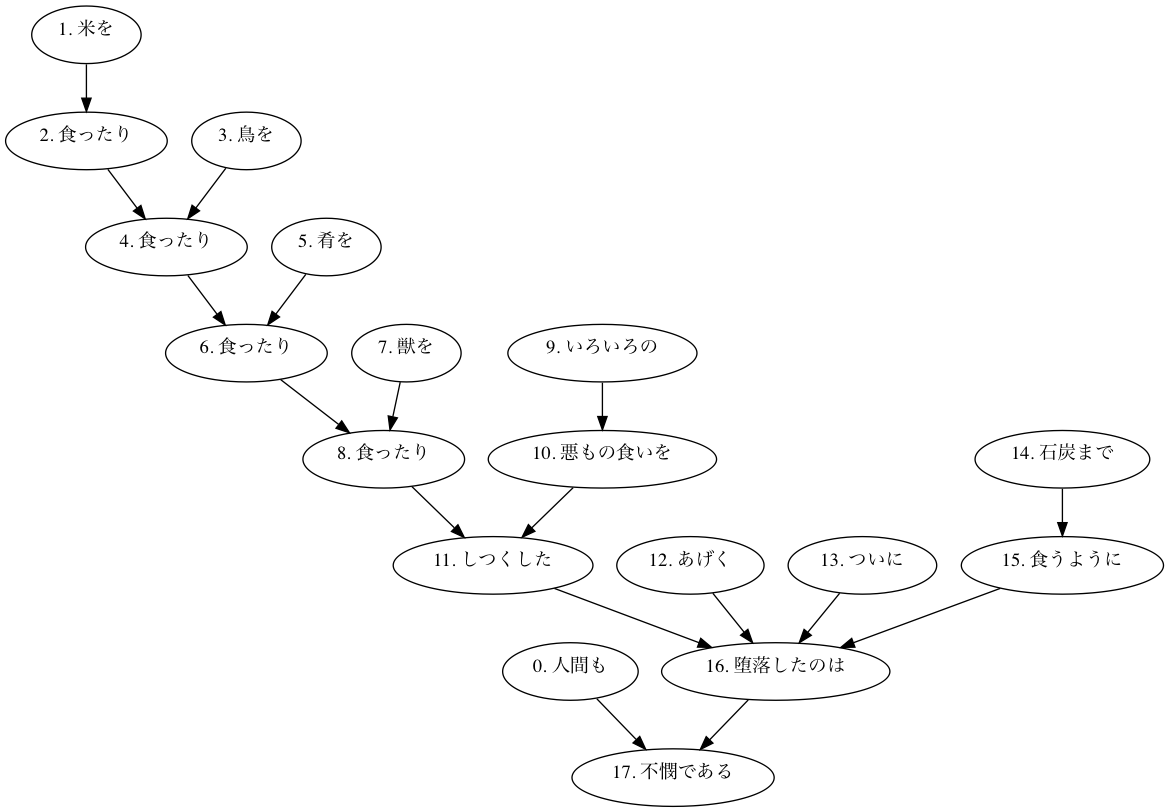 1. 米を
2. 食ったり
3. 鳥を
4. 食ったり
5. 肴を
6. 食ったり
7. 獣を
9. いろいろの
8. 食ったり
10. 悪もの食いを
14. 石炭まで
11. しつくした
12. あげく
13. ついに
15. 食うように
0. 人間も
16. 堕落したのは
17. 不憫である